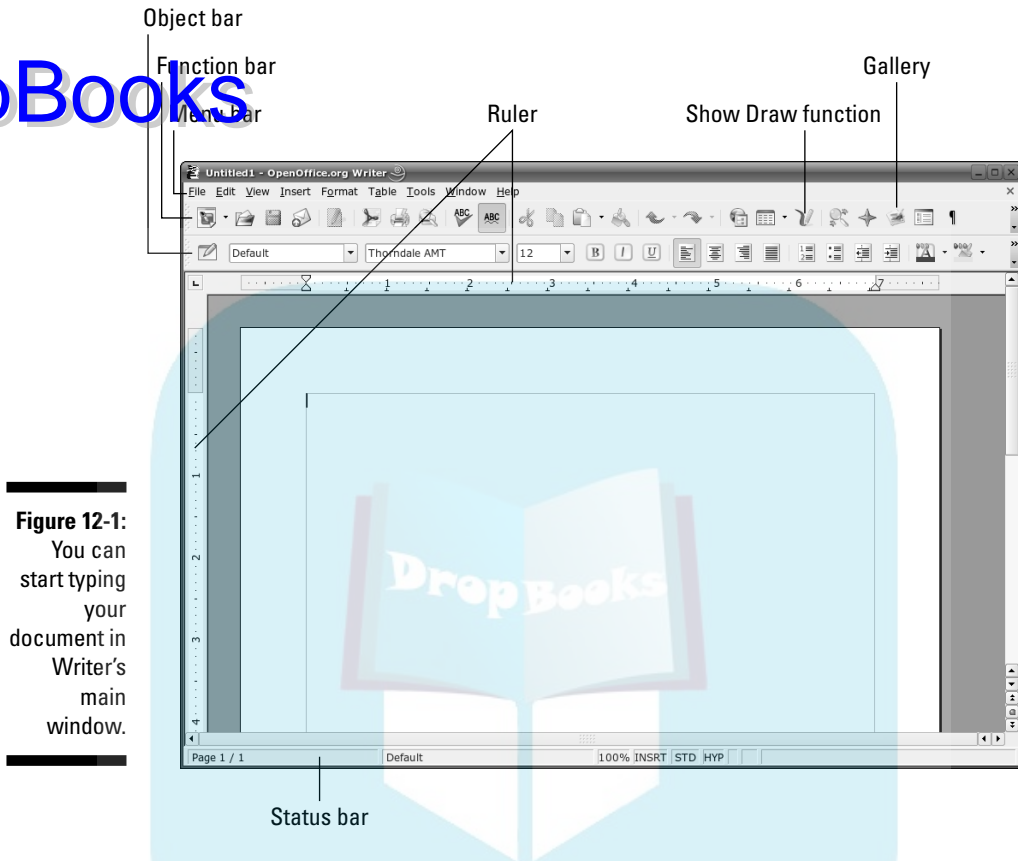 Object bar
Function bar
Gallery
pBooks
Menu bar
Ruler
Show Draw function
Untitled1 - OpenOffice.org Writer
File Edit View Insert Format Table Tools Window Help
ABC ABC
Default Thorndale AMT 12 B I U A
1 2 3 4 5 6 7
1
2
3
4
Figure 12-1:
You can
start typing
your
document in
Writer's
main
window.
DropBooks
Page 1 / 1 Default 100% INSRT STD HYP
Status bar